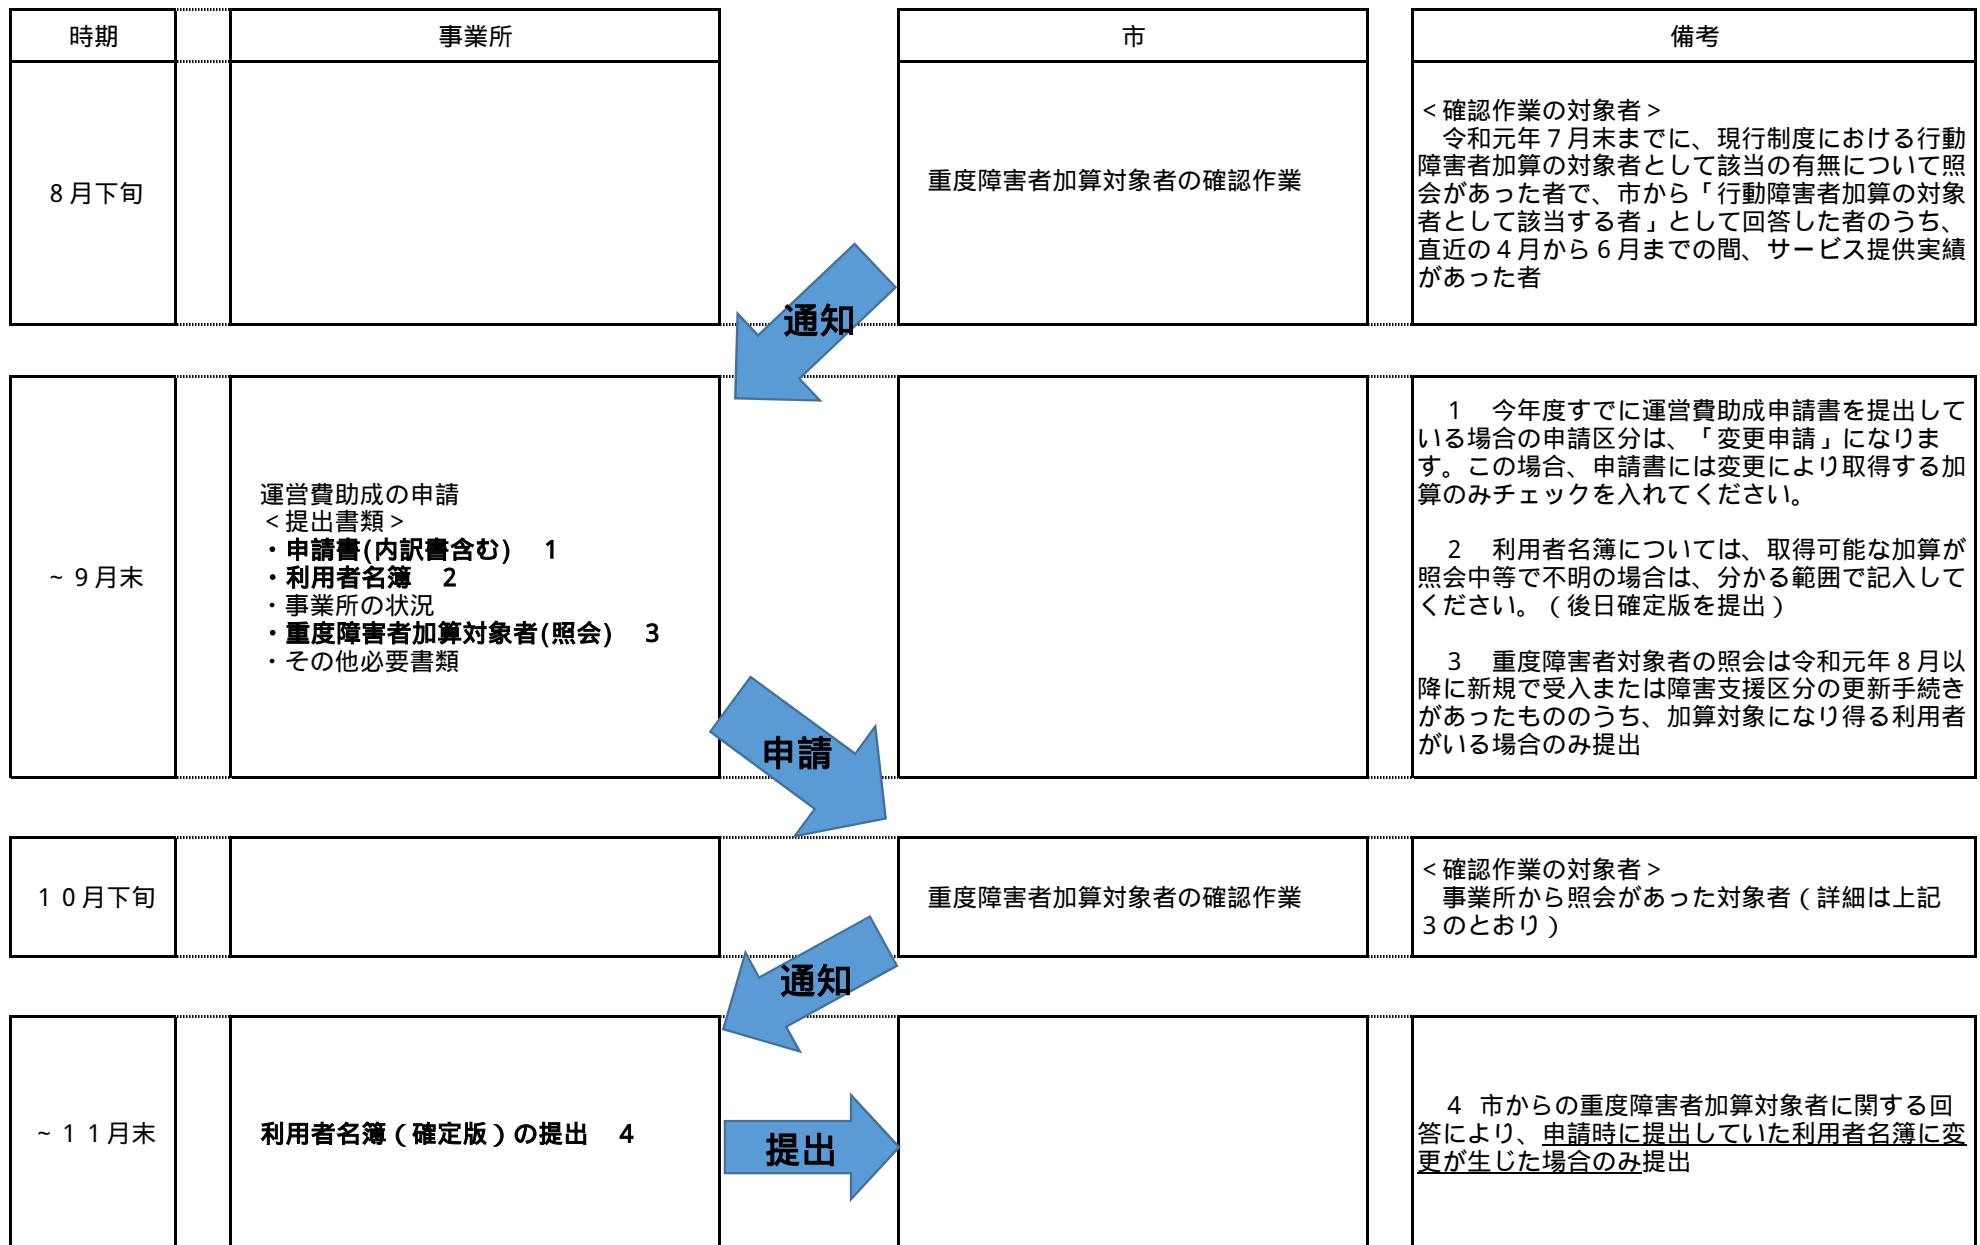 時期
事業所
市
備考
8月下旬
重度障害者加算対象者の確認作業
<確認作業の対象者>
令和元年7月末までに、現行制度における行動
障害者加算の対象者として該当の有無について照
会があった者で、市から「行動障害者加算の対象
者として該当する者」として回答した者のうち、
直近の4月から6月までの間、サービス提供実績
があった者
通知
~9月末
運営費助成の申請
<提出書類>
・申請書(内訳書含む) 1
・利用者名簿 2
・事業所の状況
・重度障害者加算対象者(照会) 3
・その他必要書類
1 今年度すでに運営費助成申請書を提出して
いる場合の申請区分は、「変更申請」になりま
す。この場合、申請書には変更により取得する加
算のみチェックを入れてください。
2 利用者名簿については、取得可能な加算が
照会中等で不明の場合は、分かる範囲で記入して
ください。(後日確定版を提出)
3 重度障害者対象者の照会は令和元年8月以
降に新規で受入または障害支援区分の更新手続き
があったもののうち、加算対象になり得る利用者
がいる場合のみ提出
申請
10月下旬
重度障害者加算対象者の確認作業
<確認作業の対象者>
事業所から照会があった対象者(詳細は上記
3のとおり)
通知
~11月末
利用者名簿(確定版)の提出 4
提出
4 市からの重度障害者加算対象者に関する回
答により、申請時に提出していた利用者名簿に変
更が生じた場合のみ提出